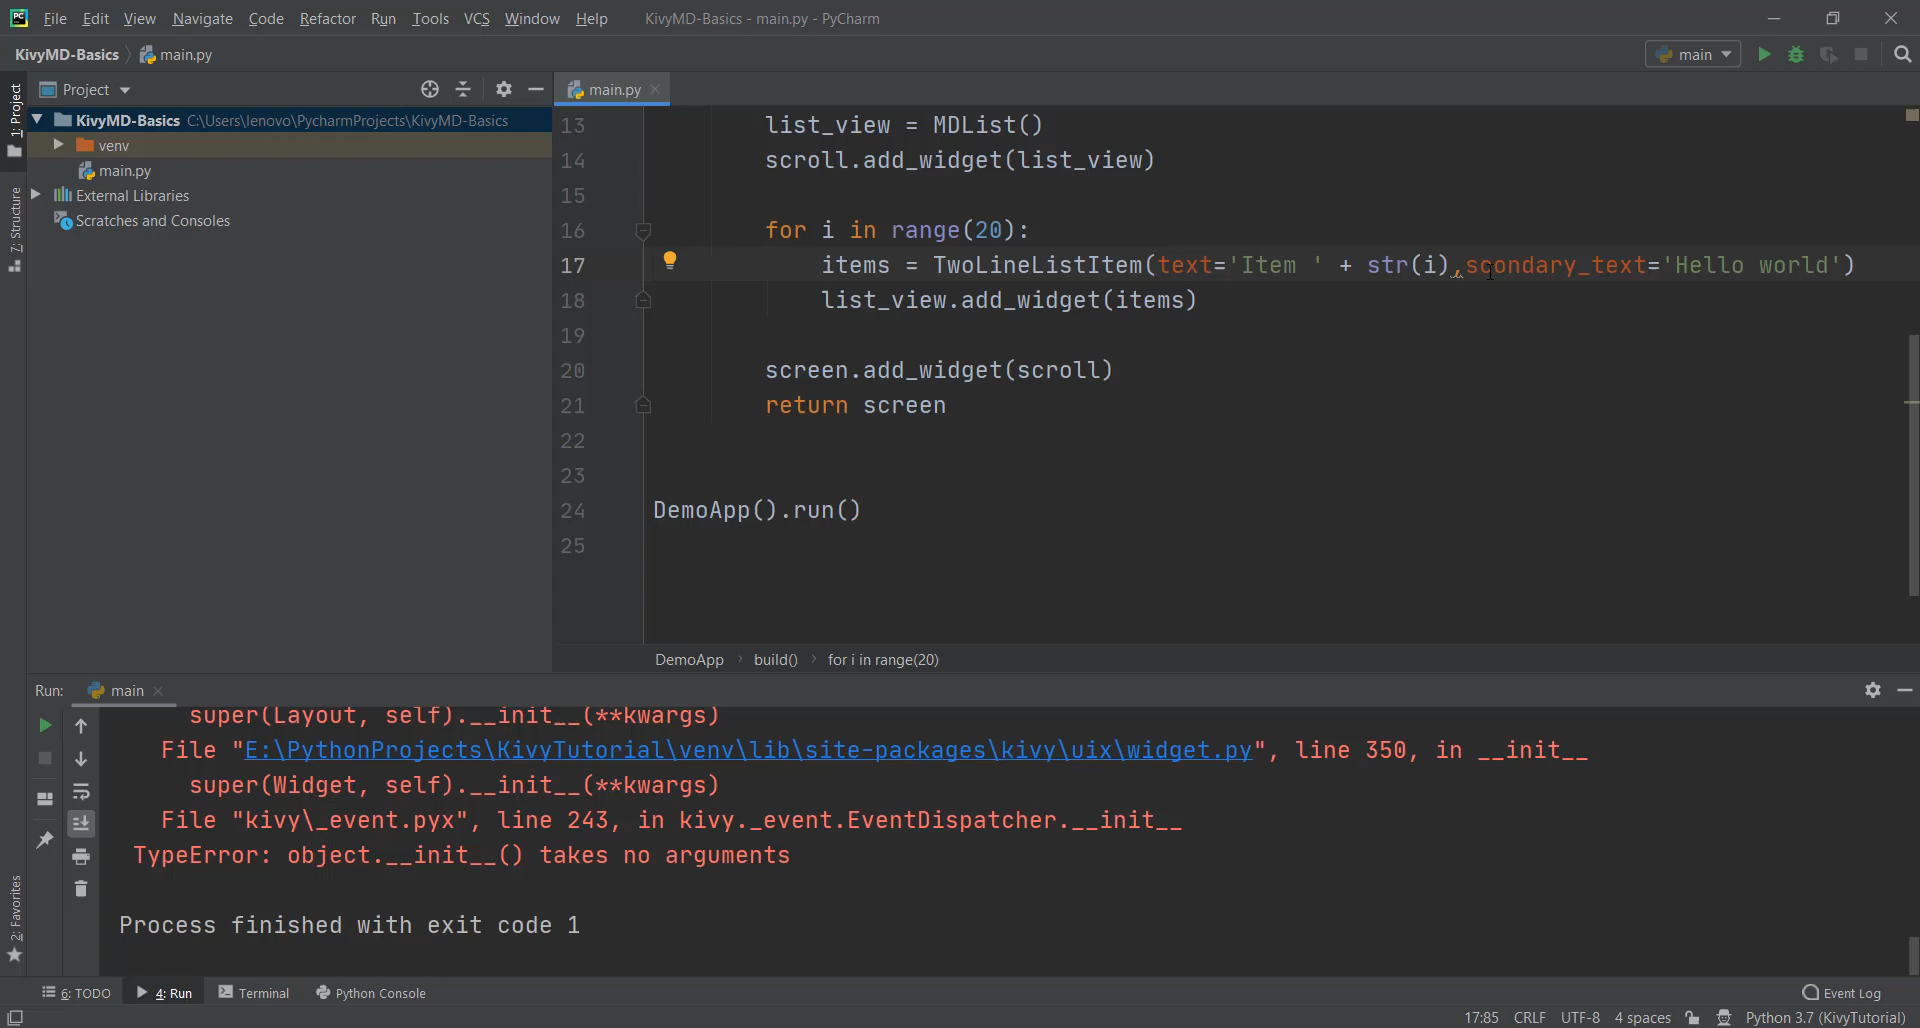 File Edit View Navigate Code Refactor Run Tools VCS Window Help KivyMD-Basics - main.py - PyCharm
KivyMD-Basics main.py main
1: Project
7: Structure
2: Favorites
Project
main.py
KivyMD-Basics C:\Users\lenovo\PycharmProjects\KivyMD-Basics
venv
main.py
External Libraries
Scratches and Consoles
13 list_view = MDList()
14 scroll.add_widget(list_view)
15
16 for i in range(20):
17 items = TwoLineListItem(text='Item ' + str(i),scondary_text='Hello world')
18 list_view.add_widget(items)
19
20 screen.add_widget(scroll)
21 return screen
22
23
24 DemoApp().run()
25
DemoApp build() for i in range(20)
Run: main
super(Layout, self).__init__(**kwargs)
File "E:\PythonProjects\KivyTutorial\venv\lib\site-packages\kivy\uix\widget.py", line 350, in __init__
super(Widget, self).__init__(**kwargs)
File "kivy\_event.pyx", line 243, in kivy._event.EventDispatcher.__init__
TypeError: object.__init__() takes no arguments
Process finished with exit code 1
6: TODO 4: Run Terminal Python Console Event Log
17:85 CRLF UTF-8 4 spaces Python 3.7 (KivyTutorial)